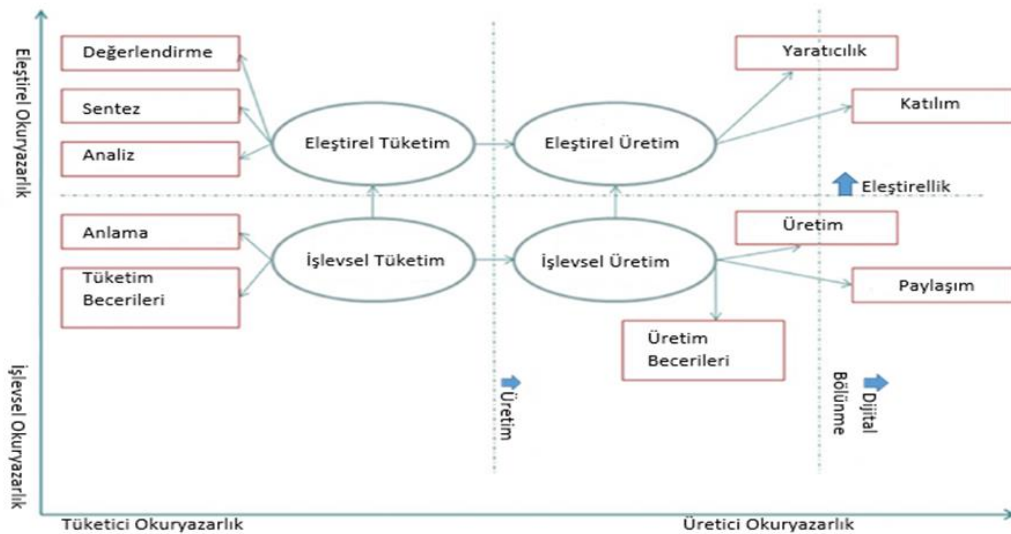 Eleştirel Okuryazarlık
İşlevsel Okuryazarlık
Değerlendirme
Sentez
Analiz
Eleştirel Tüketim
Eleştirel Üretim
Yaratıcılık
Katılım
Eleştirellik
Anlama
Tüketim
Becerileri
İşlevsel Tüketim
İşlevsel Üretim
Üretim
Paylaşım
Üretim
Becerileri
Üretim
Dijital
Bölünme
Tüketici Okuryazarlık
Üretici Okuryazarlık